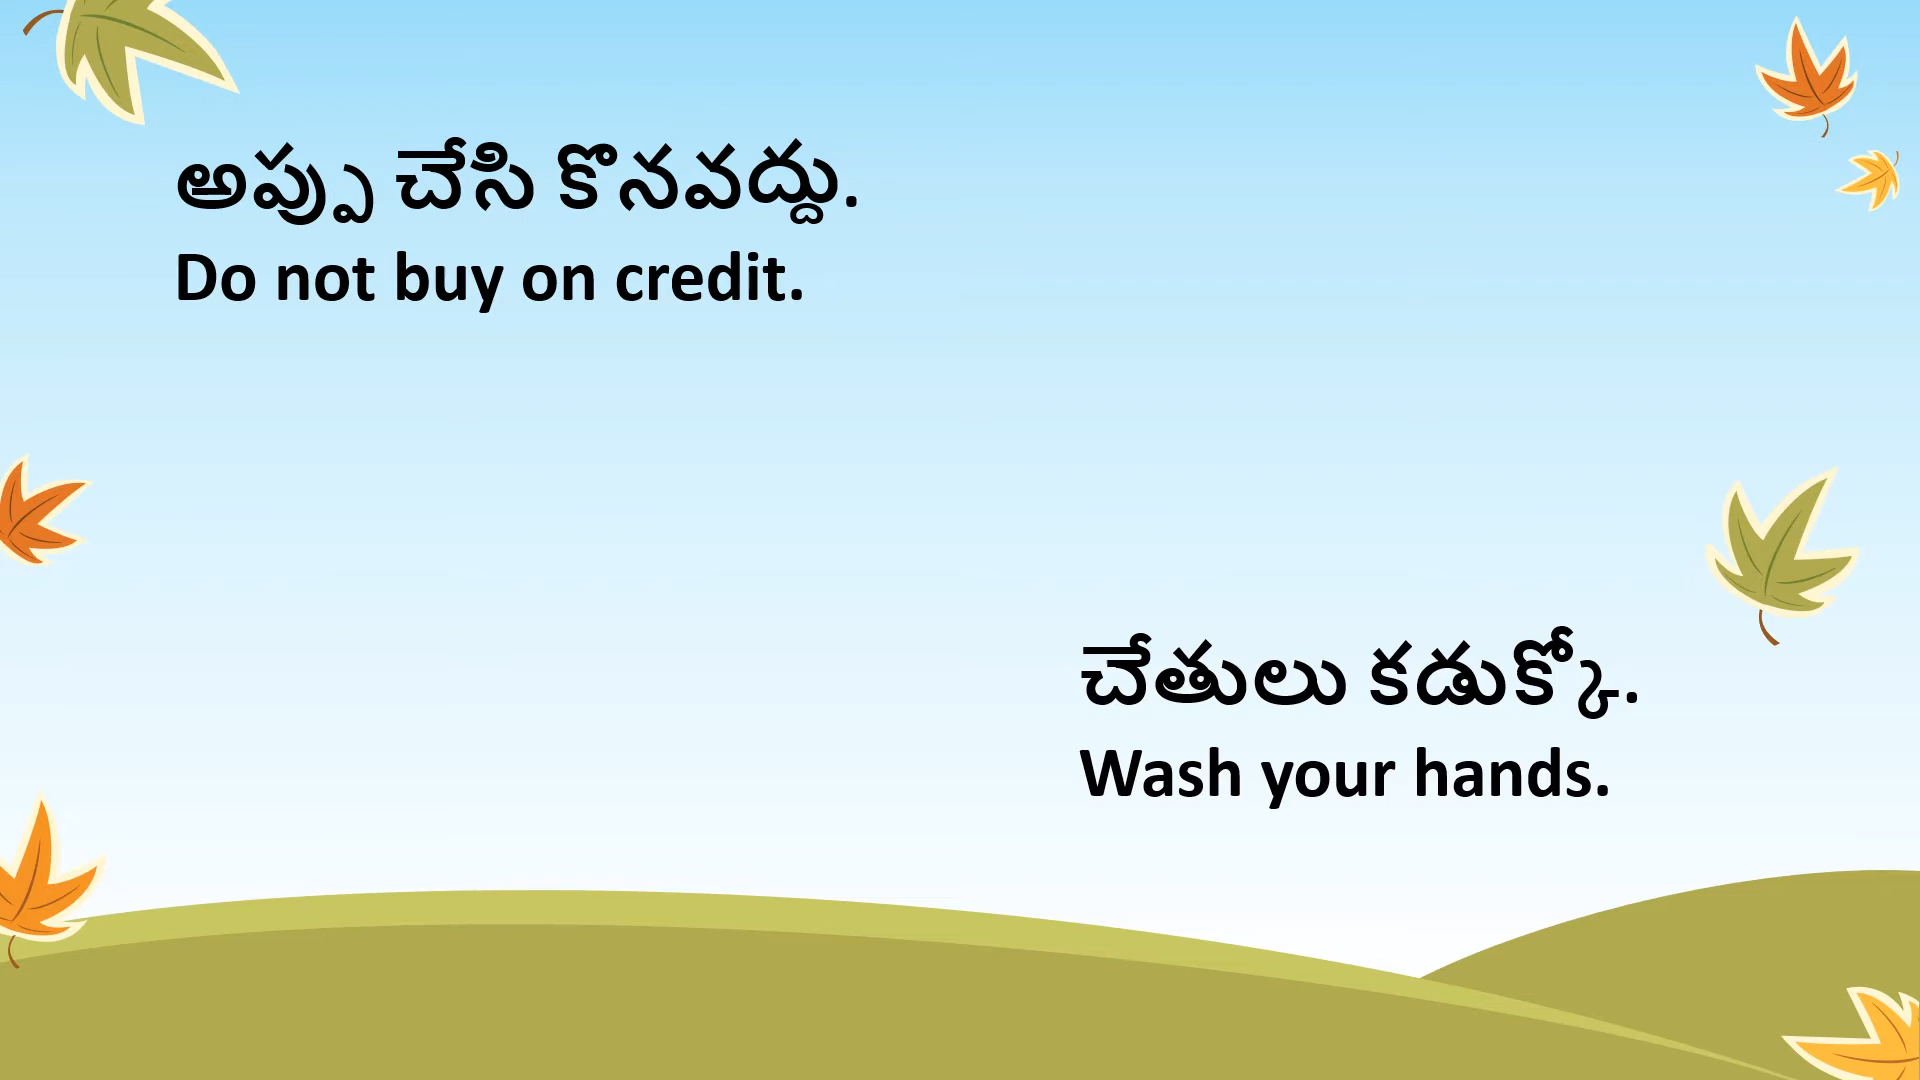 అప్పు చేసి కొనవద్దు.
Do not buy on credit.
చేతులు కడుక్కో.
Wash your hands.